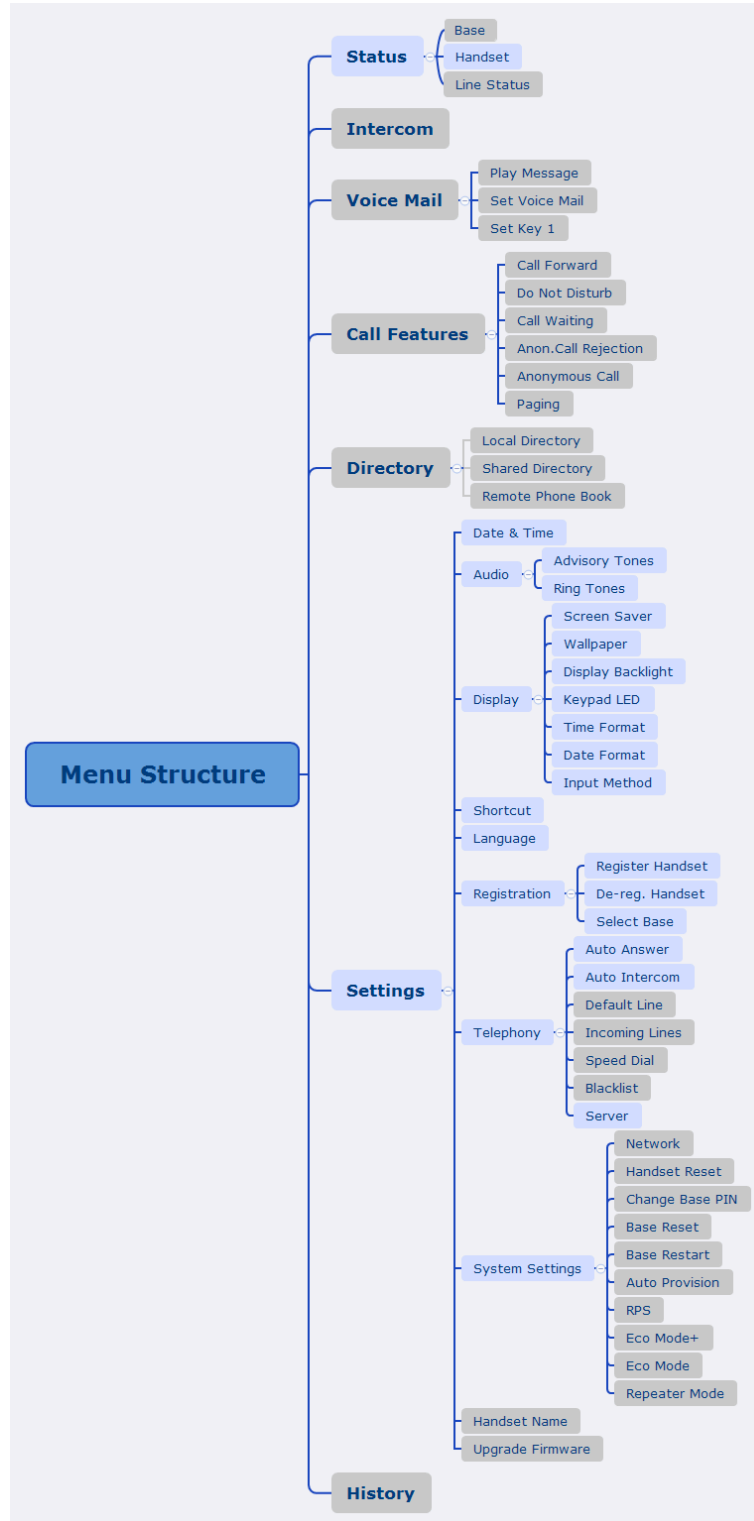 Menu Structure
Status
Base
Handset
Line Status
Intercom
Voice Mail
Play Message
Set Voice Mail
Set Key 1
Call Features
Call Forward
Do Not Disturb
Call Waiting
Anon.Call Rejection
Anonymous Call
Paging
Directory
Local Directory
Shared Directory
Remote Phone Book
Settings
Date & Time
Audio
Advisory Tones
Ring Tones
Display
Screen Saver
Wallpaper
Display Backlight
Keypad LED
Time Format
Date Format
Input Method
Shortcut
Language
Registration
Register Handset
De-reg. Handset
Select Base
Telephony
Auto Answer
Auto Intercom
Default Line
Incoming Lines
Speed Dial
Blacklist
Server
System Settings
Network
Handset Reset
Change Base PIN
Base Reset
Base Restart
Auto Provision
RPS
Eco Mode+
Eco Mode
Repeater Mode
Handset Name
Upgrade Firmware
History